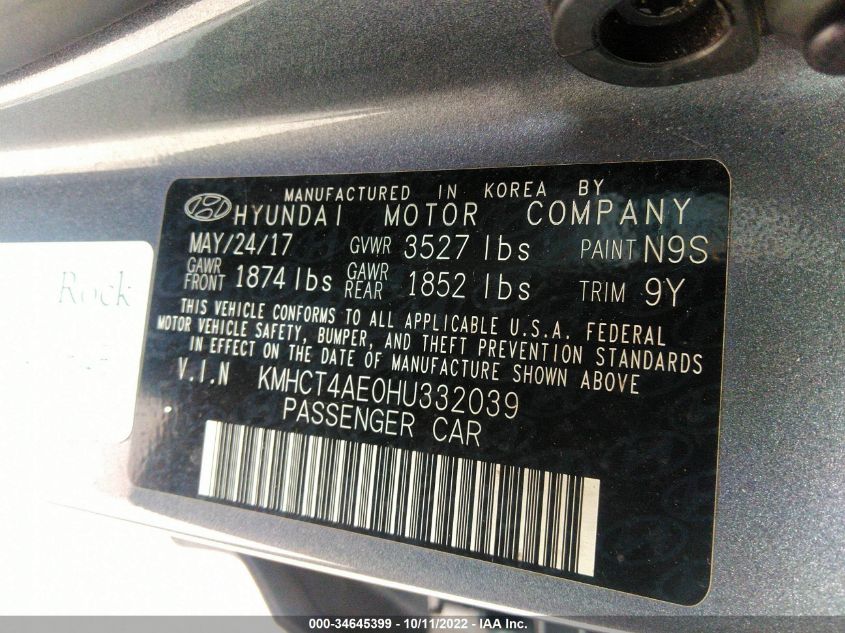 MANUFACTURED IN KOREA BY
HYUNDAI MOTOR COMPANY
MAY/24/17 GVWR 3527 lbs PAINT N9S
GAWR FRONT 1874 lbs GAWR REAR 1852 lbs TRIM 9Y
THIS VEHICLE CONFORMS TO ALL APPLICABLE U.S.A. FEDERAL
MOTOR VEHICLE SAFETY, BUMPER, AND THEFT PREVENTION STANDARDS
IN EFFECT ON THE DATE OF MANUFACTURE SHOWN ABOVE
V.I.N KMHCT4AE0HU332039
PASSENGER CAR
Rock
000-34645399 - 10/11/2022 - IAA Inc.